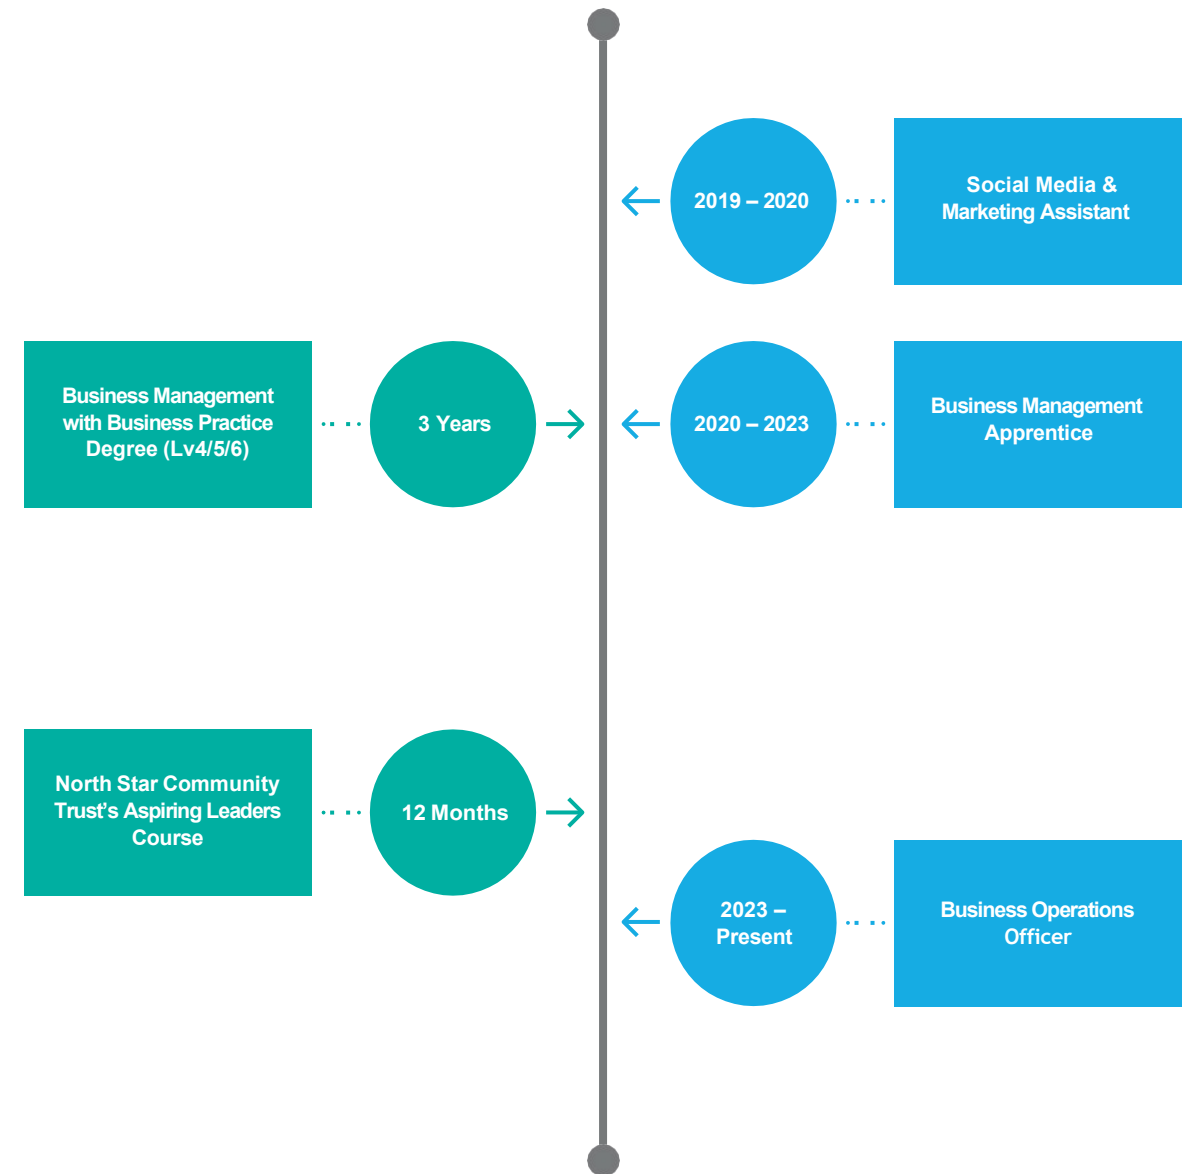 2019 – 2020
Social Media &
Marketing Assistant
Business Management
with Business Practice
Degree (Lv4/5/6)
3 Years
2020 – 2023
Business Management
Apprentice
North Star Community
Trust’s Aspiring Leaders
Course
12 Months
2023 –
Present
Business Operations
Officer